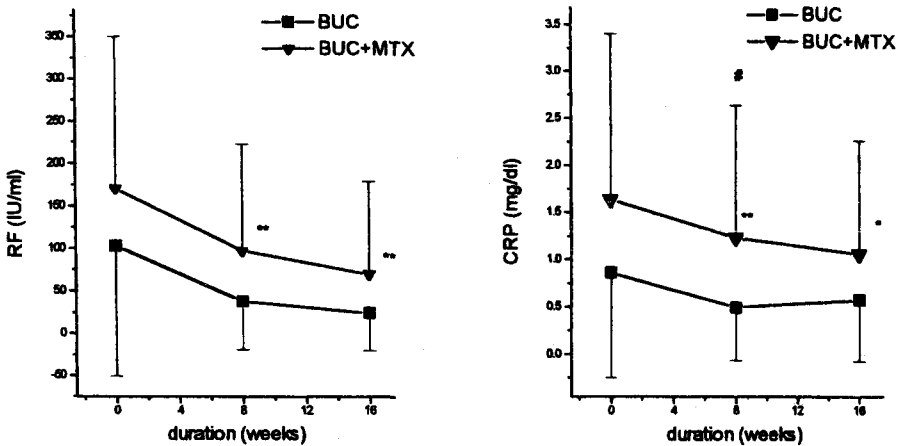 BUC
BUC+MTX
350
300
250
200
150
100
50
0
-50
RF (IU/ml)
**
**
0 4 8 12 16
duration (weeks)
BUC
BUC+MTX
3.5
3.0
2.5
2.0
1.5
1.0
0.5
0.0
CRP (mg/dl)
#
**
*
0 4 8 12 16
duration (weeks)